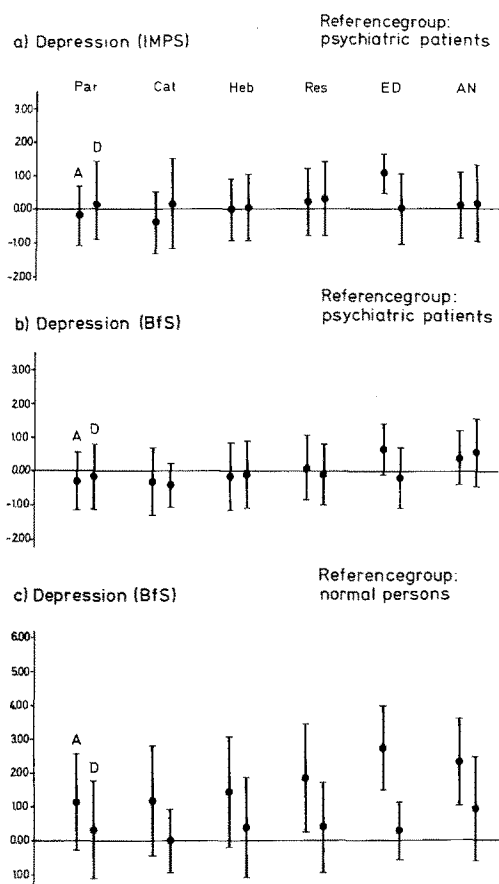 Referencegroup:
a) Depression (IMPS) psychiatric patients
Par Cat Heb Res ED AN
3.00
2.00
1.00
0.00
-1.00
-2.00
A D
Referencegroup:
b) Depression (BfS) psychiatric patients
3.00
2.00
1.00
0.00
-1.00
-2.00
A D
Referencegroup:
c) Depression (BfS) normal persons
6.00
5.00
4.00
3.00
2.00
1.00
0.00
1.00
A D